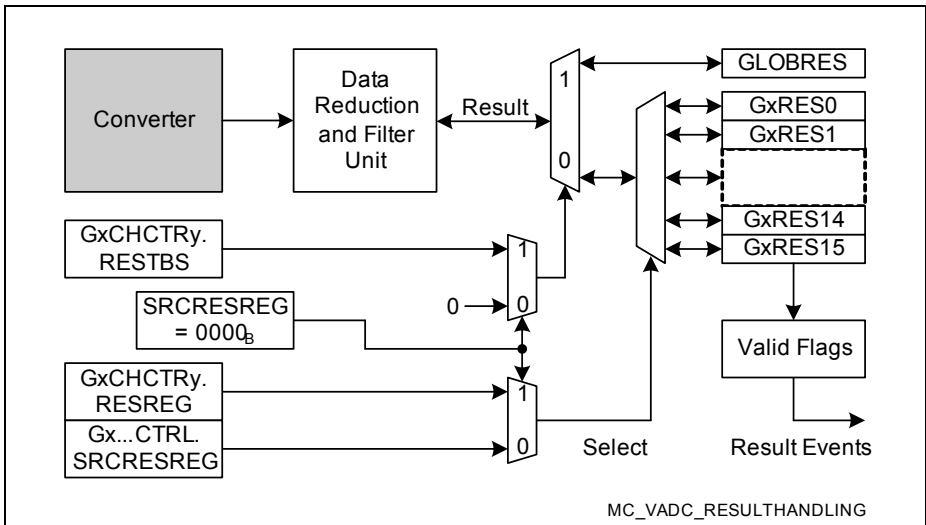 Converter
Data
Reduction
and Filter
Unit
Result
1
0
GLOBRES
GxRES0
GxRES1
GxRES14
GxRES15
GxCHCTRy.
RESTBS
1
0
0
SRCRESREG
= 0000B
GxCHCTRy.
RESREG
Gx...CTRL.
SRCRESREG
1
0
Select
Valid Flags
Result Events
MC_VADC_RESULTHANDLING